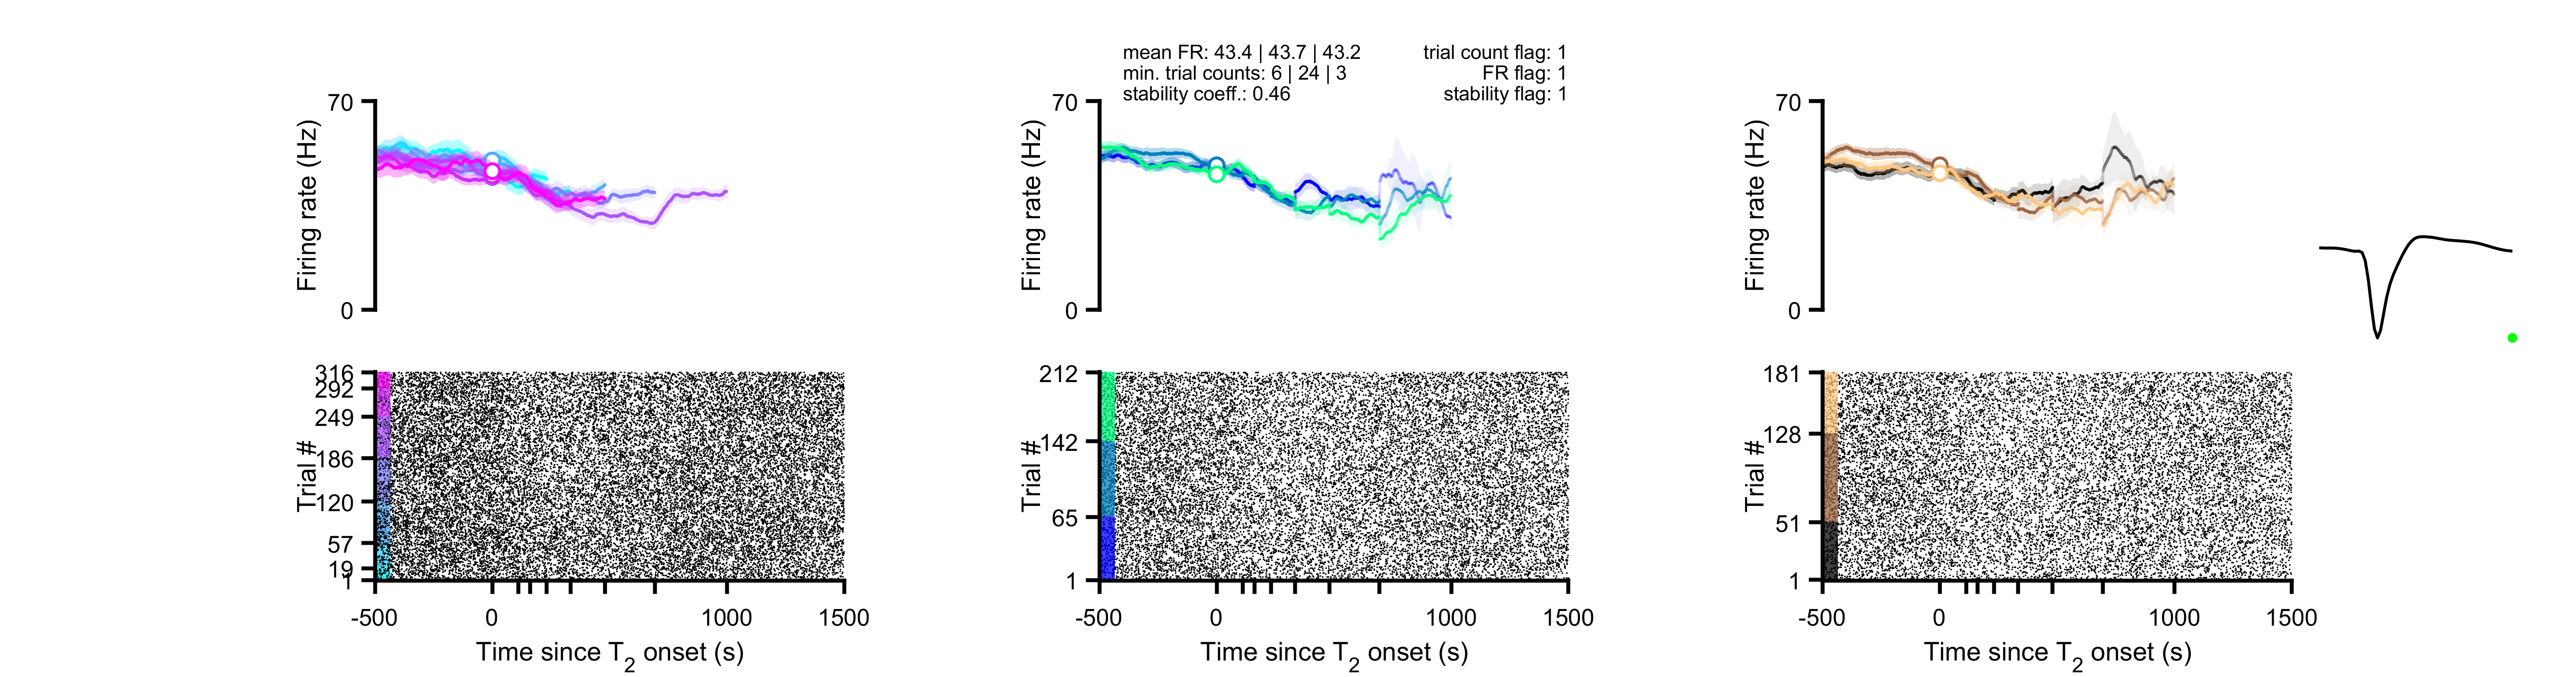 mean FR: 43.4 | 43.7 | 43.2
min. trial counts: 6 | 24 | 3
stability coeff.: 0.46
trial count flag: 1
FR flag: 1
stability flag: 1
70
Firing rate (Hz)
0
70
Firing rate (Hz)
0
70
Firing rate (Hz)
0
316
292
249
186
120
57
19
1
Trial #
-500 0 1000 1500
Time since T2 onset (s)
212
142
65
1
Trial #
-500 0 1000 1500
Time since T2 onset (s)
181
128
51
1
Trial #
-500 0 1000 1500
Time since T2 onset (s)